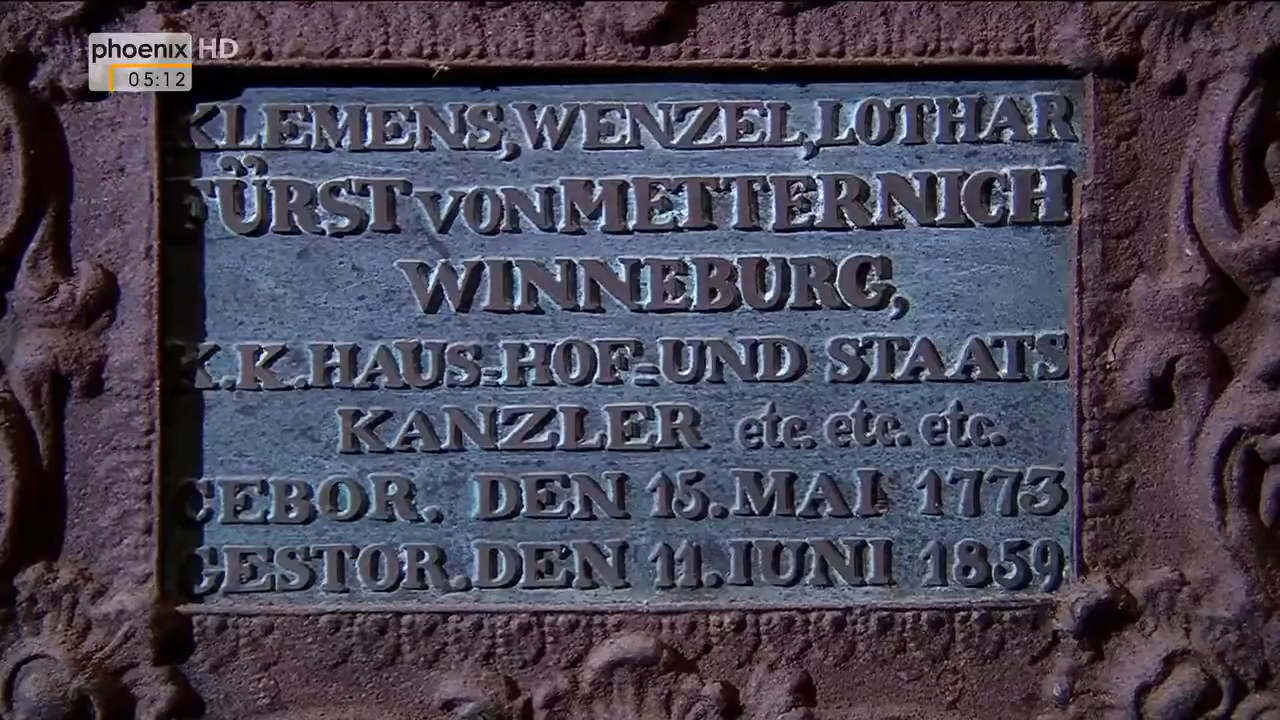 phoenix HD
05:12
KLEMENS, WENZEL, LOTHAR
FÜRST VON METTERNICH
WINNEBURG,
K.K. HAUS-HOF-UND STAATS
KANZLER etc. etc. etc.
GEBOR. DEN 15. MAI 1773
GESTOR. DEN 11. IUNI 1859